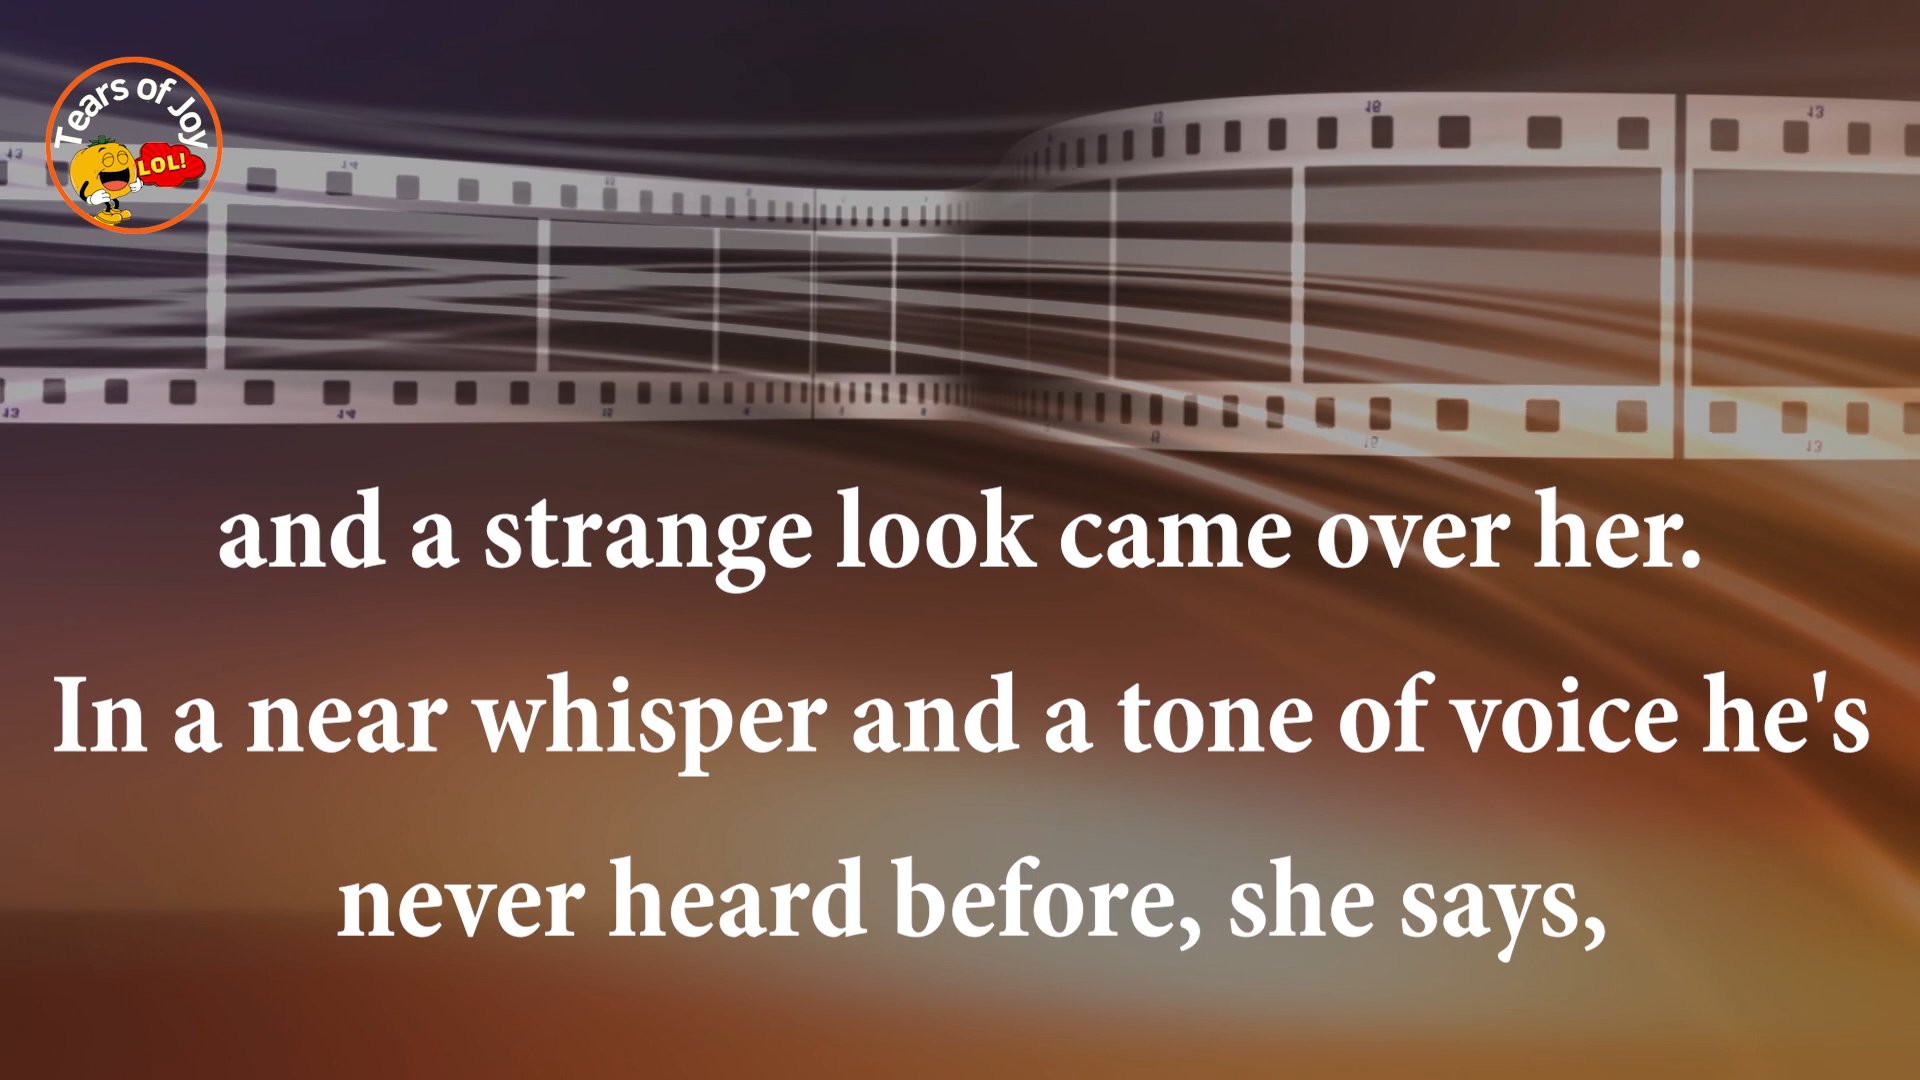 Tears of Joy
LOL!
and a strange look came over her.
In a near whisper and a tone of voice he's
never heard before, she says,